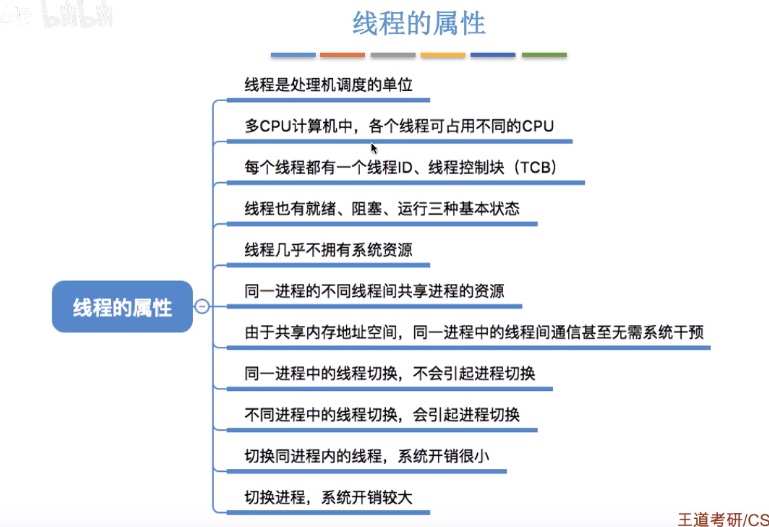 bilibili
线程的属性
线程是处理机调度的单位
多CPU计算机中，各个线程可占用不同的CPU
每个线程都有一个线程ID、线程控制块（TCB）
线程也有就绪、阻塞、运行三种基本状态
线程几乎不拥有系统资源
线程的属性
同一进程的不同线程间共享进程的资源
由于共享内存地址空间，同一进程中的线程间通信甚至无需系统干预
同一进程中的线程切换，不会引起进程切换
不同进程中的线程切换，会引起进程切换
切换同进程内的线程，系统开销很小
切换进程，系统开销较大
王道考研/CS